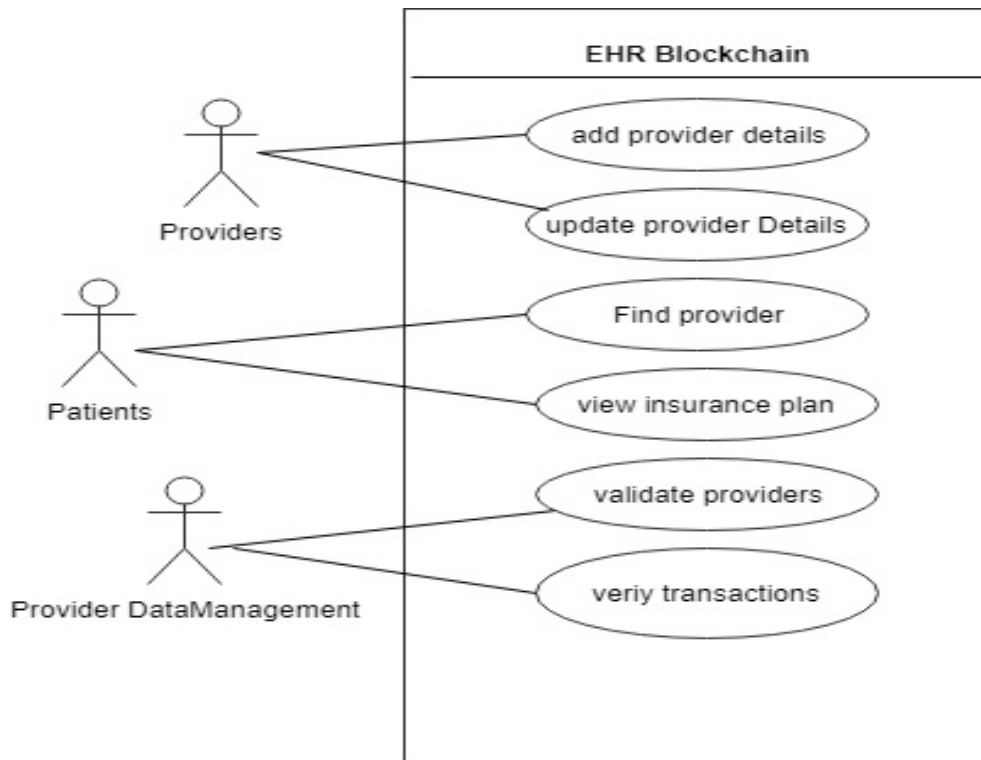 EHR Blockchain
add provider details
Providers
update provider Details
Find provider
Patients
view insurance plan
validate providers
Provider DataManagement
veriy transactions